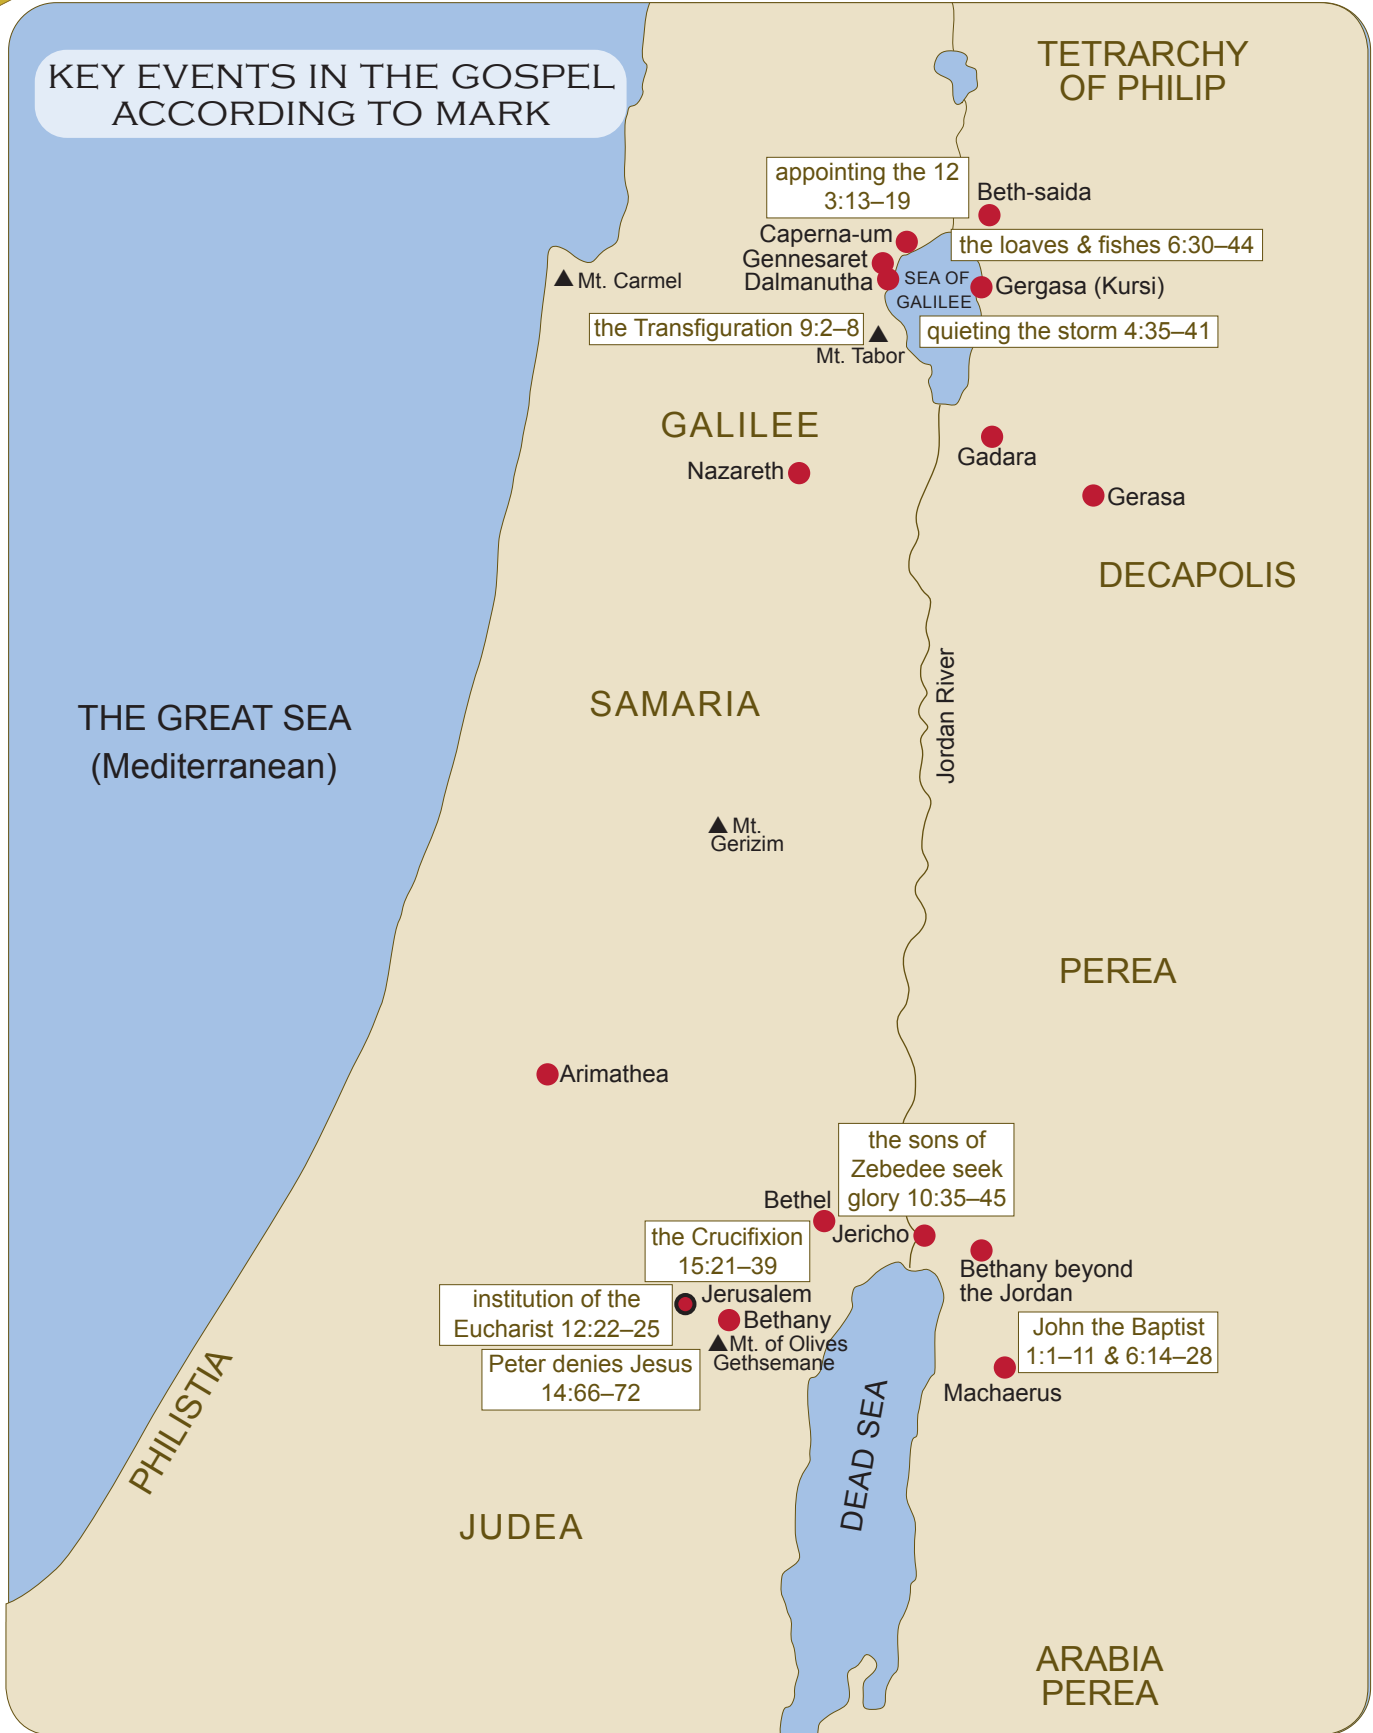 KEY EVENTS IN THE GOSPEL
ACCORDING TO MARK
TETRARCHY
OF PHILIP
appointing the 12
3:13–19
Beth-saida
Caperna-um
the loaves & fishes 6:30–44
Gennesaret
Dalmanutha
SEA OF
GALILEE
Gergasa (Kursi)
Mt. Carmel
the Transfiguration 9:2–8
quieting the storm 4:35–41
Mt. Tabor
GALILEE
Gadara
Nazareth
Gerasa
DECAPOLIS
Jordan River
SAMARIA
THE GREAT SEA
(Mediterranean)
Mt.
Gerizim
PEREA
Arimathea
the sons of
Zebedee seek
glory 10:35–45
Bethel
Jericho
the Crucifixion
15:21–39
Bethany beyond
the Jordan
Jerusalem
institution of the
Eucharist 12:22–25
Bethany
Mt. of Olives
Gethsemane
John the Baptist
1:1–11 & 6:14–28
Peter denies Jesus
14:66–72
Machaerus
PHILISTIA
DEAD SEA
JUDEA
ARABIA
PEREA